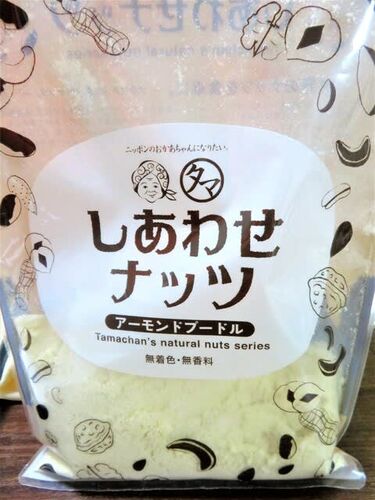 ニッポンのおかあちゃんになりたい。
タマ
しあわせ
ナッツ
アーモンドプードル
Tamachan's natural nuts series
無着色・無香料